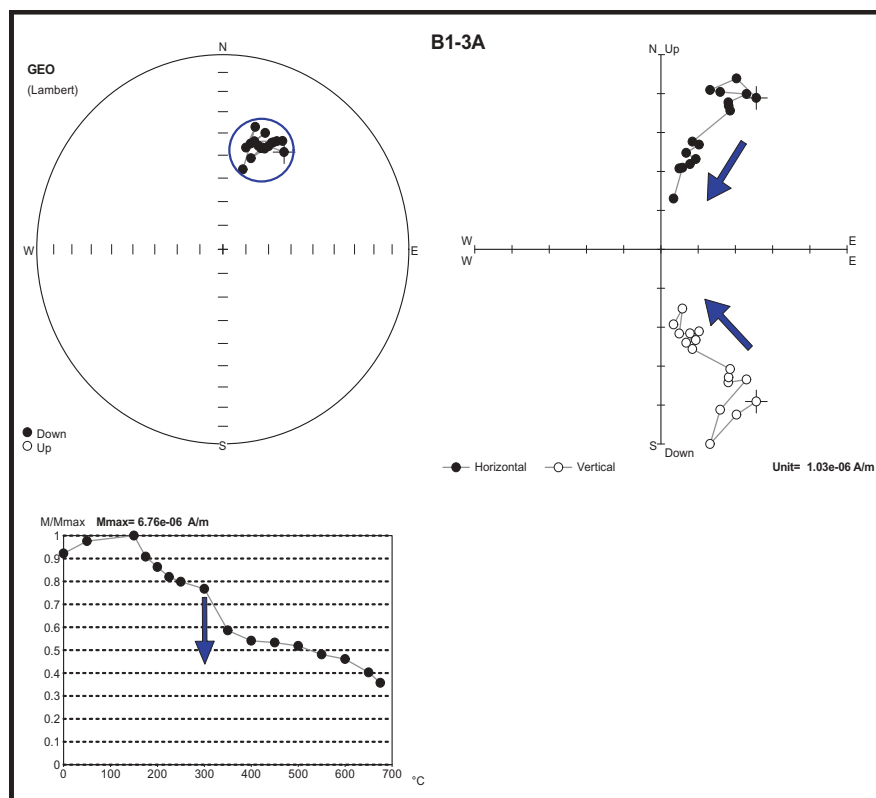 B1-3A
GEO
(Lambert)
N
W
E
S
Down
Up
N Up
W
W
E
E
S Down
Horizontal
Vertical
Unit= 1.03e-06 A/m
M/Mmax
Mmax= 6.76e-06 A/m
1
0.9
0.8
0.7
0.6
0.5
0.4
0.3
0.2
0.1
0
0 100 200 300 400 500 600 700
°C